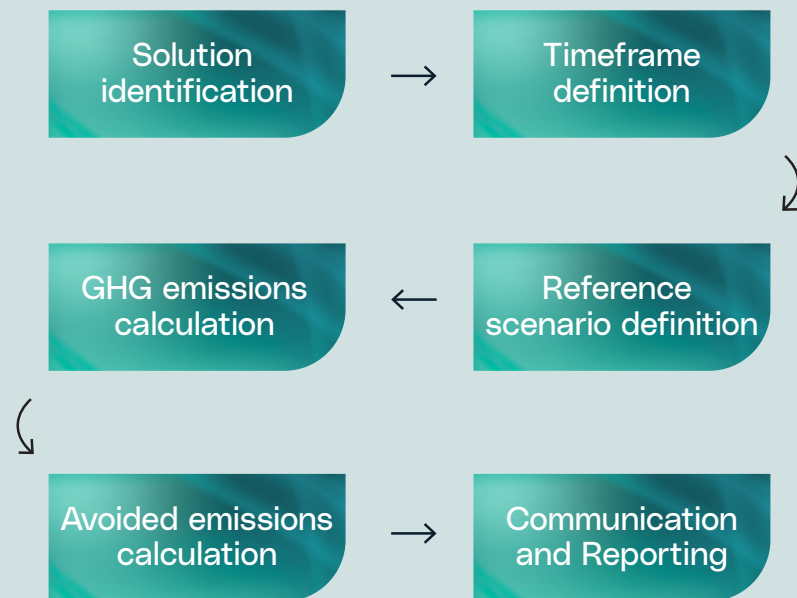 Solution
identification
Timeframe
definition
Reference
scenario definition
GHG emissions
calculation
Avoided emissions
calculation
Communication
and Reporting